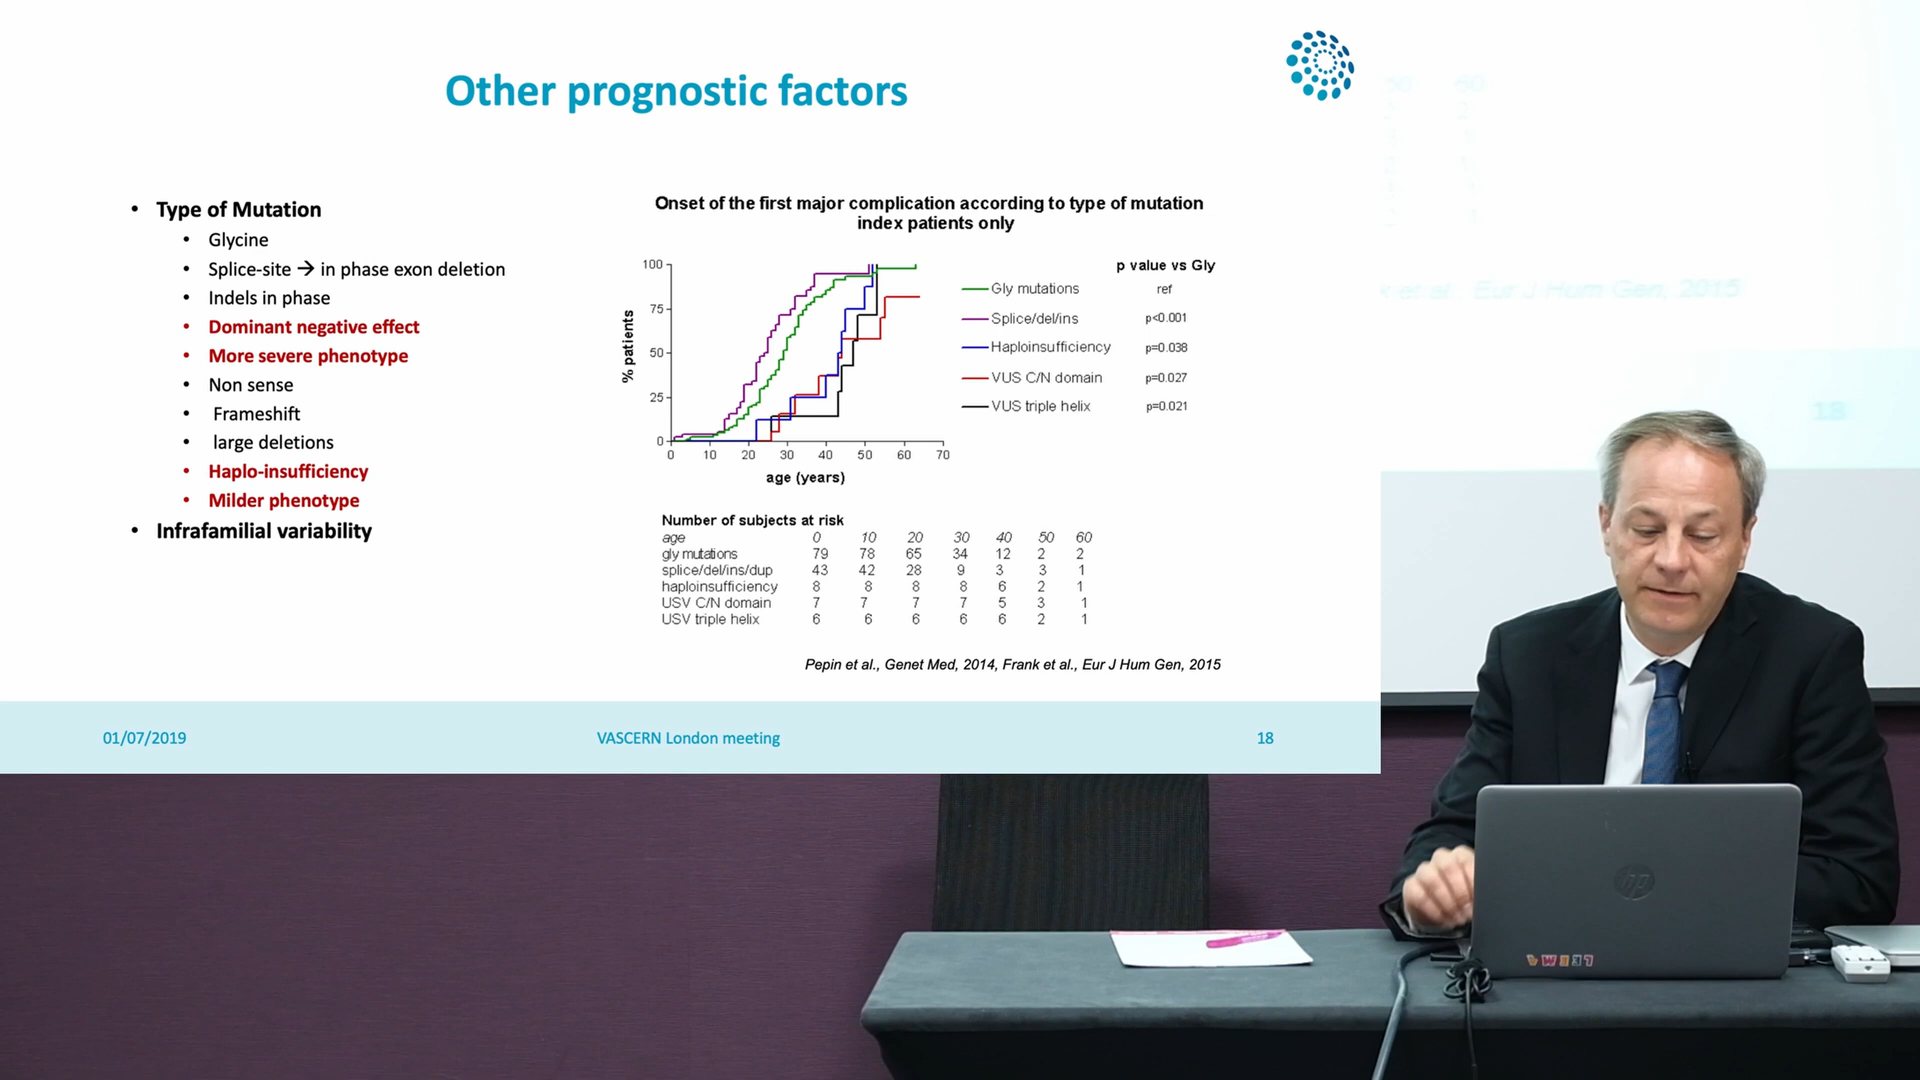 Other prognostic factors
• Type of Mutation
• Glycine
• Splice-site → in phase exon deletion
• Indels in phase
• Dominant negative effect
• More severe phenotype
• Non sense
• Frameshift
• large deletions
• Haplo-insufficiency
• Milder phenotype
• Infrafamilial variability
Onset of the first major complication according to type of mutation
index patients only
% patients
100
75
50
25
0
0 10 20 30 40 50 60 70
age (years)
p value vs Gly
Gly mutations ref
Splice/del/ins p<0.001
Haploinsufficiency p=0.038
VUS C/N domain p=0.027
VUS triple helix p=0.021
Number of subjects at risk
age 0 10 20 30 40 50 60
gly mutations 79 78 65 34 12 2 2
splice/del/ins/dup 43 42 28 9 3 3 1
haploinsufficiency 8 8 8 8 6 2 1
USV C/N domain 7 7 7 7 5 3 1
USV triple helix 6 6 6 6 6 2 1
Pepin et al., Genet Med, 2014, Frank et al., Eur J Hum Gen, 2015
01/07/2019 VASCERN London meeting 18
et al., Eur J Hum Gen, 2015
18
hp